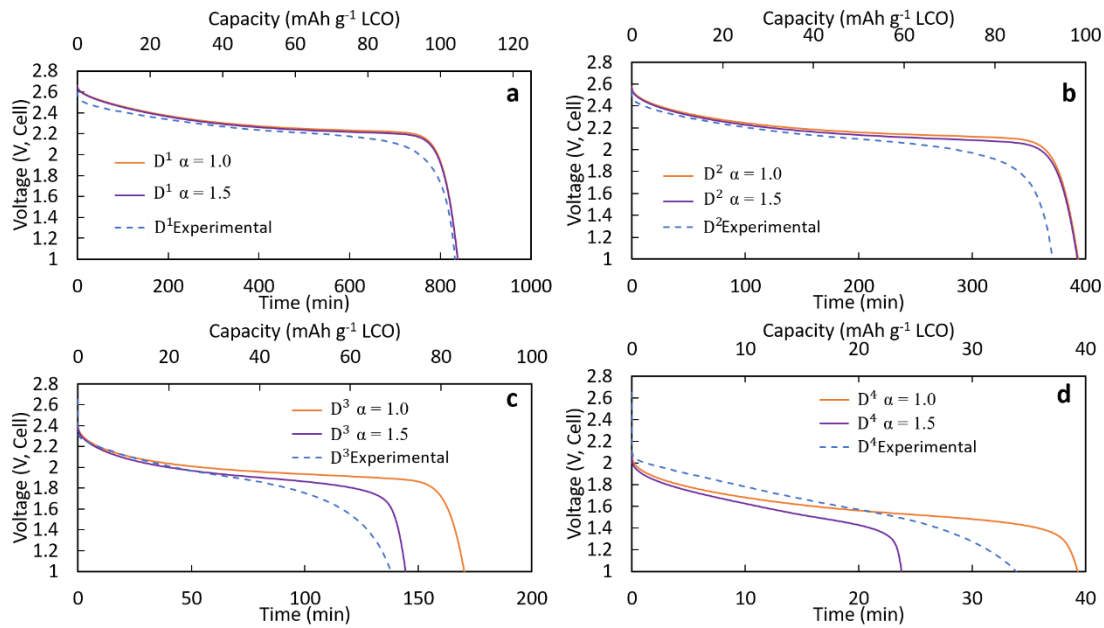 Capacity (mAh g⁻¹ LCO)
0 20 40 60 80 100 120
2.8
2.6
2.4
2.2
2
1.8
1.6
1.4
1.2
1
Voltage (V, Cell)
a
D¹ α = 1.0
D¹ α = 1.5
D¹Experimental
0 200 400 600 800 1000
Time (min)
Capacity (mAh g⁻¹ LCO)
0 20 40 60 80 100
2.8
2.6
2.4
2.2
2
1.8
1.6
1.4
1.2
1
Voltage (V, Cell)
b
D² α = 1.0
D² α = 1.5
D²Experimental
0 100 200 300 400
Time (min)
Capacity (mAh g⁻¹ LCO)
0 20 40 60 80 100
2.8
2.6
2.4
2.2
2
1.8
1.6
1.4
1.2
1
Voltage (V, Cell)
c
D³ α = 1.0
D³ α = 1.5
D³Experimental
0 50 100 150 200
Time (min)
Capacity (mAh g⁻¹ LCO)
0 10 20 30 40
2.8
2.6
2.4
2.2
2
1.8
1.6
1.4
1.2
1
Voltage (V, Cell)
d
D⁴ α = 1.0
D⁴ α = 1.5
D⁴Experimental
0 10 20 30 40
Time (min)